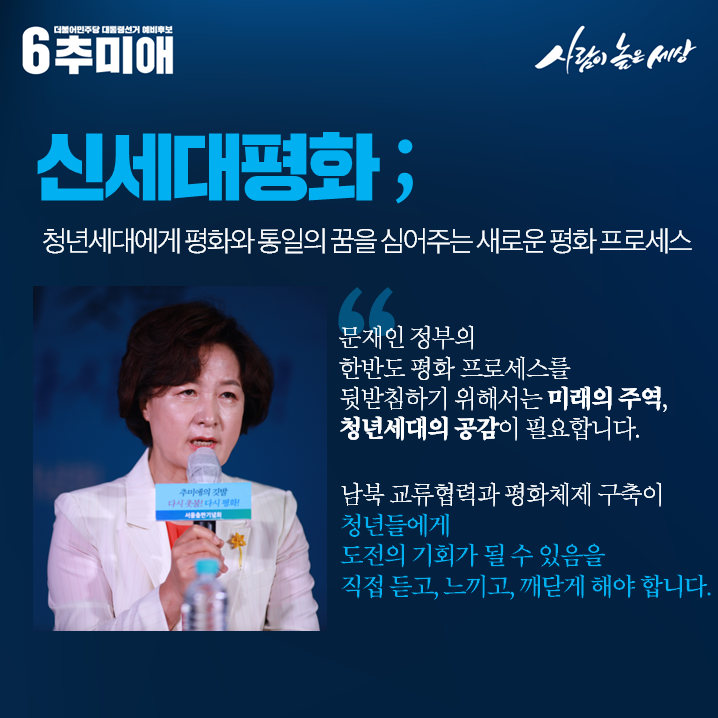 더불어민주당 대통령선거 예비후보
6 추미애
사람이 높은 세상
신세대평화 ;
청년세대에게 평화와 통일의 꿈을 심어주는 새로운 평화 프로세스
“
문재인 정부의
한반도 평화 프로세스를
뒷받침하기 위해서는 미래의 주역,
청년세대의 공감이 필요합니다.
남북 교류협력과 평화체제 구축이
청년들에게
도전의 기회가 될 수 있음을
직접 듣고, 느끼고, 깨닫게 해야 합니다.
추미애의 깃발
다시 촛불! 다시 평화!
서울출판기념회